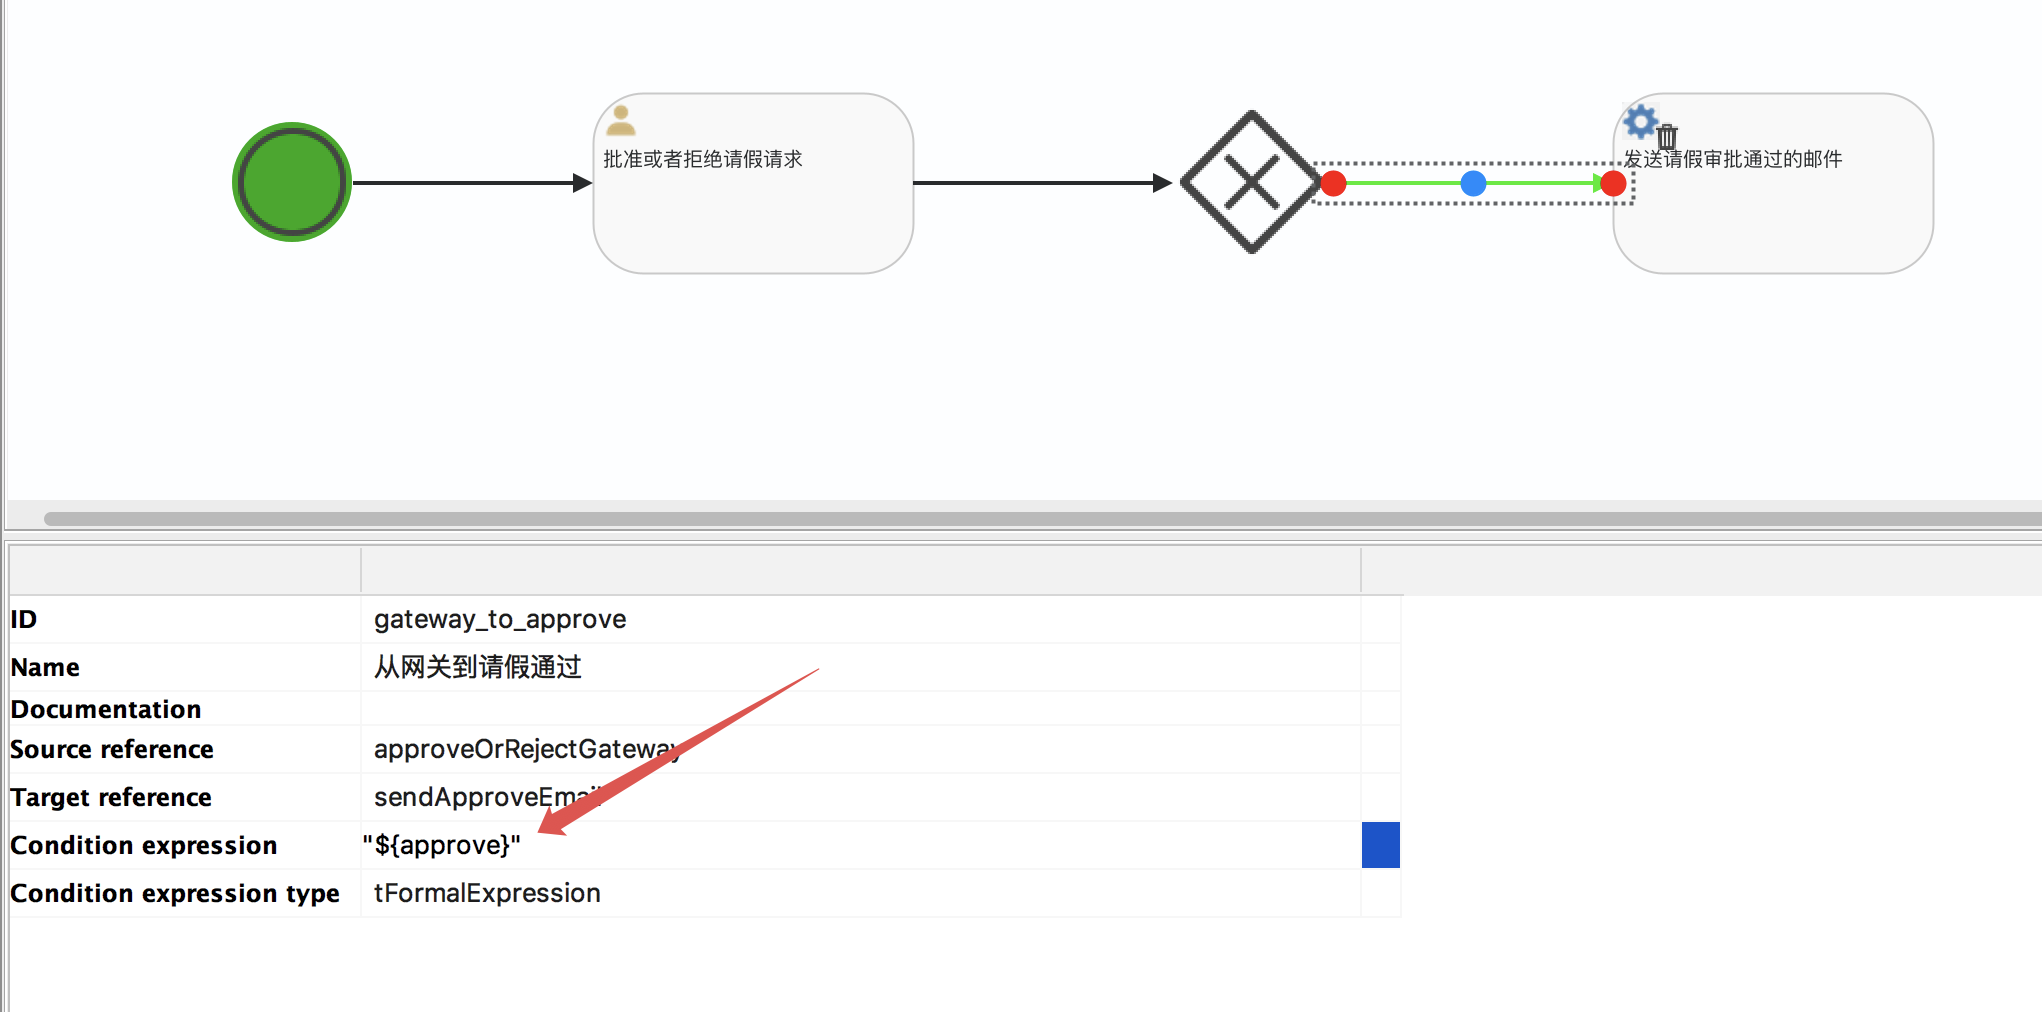 批准或者拒绝请假请求
发送请假审批通过的邮件
ID gateway_to_approve
Name 从网关到请假通过
Documentation
Source reference approveOrRejectGateway
Target reference sendApproveEmail
Condition expression "${approve}"
Condition expression type tFormalExpression